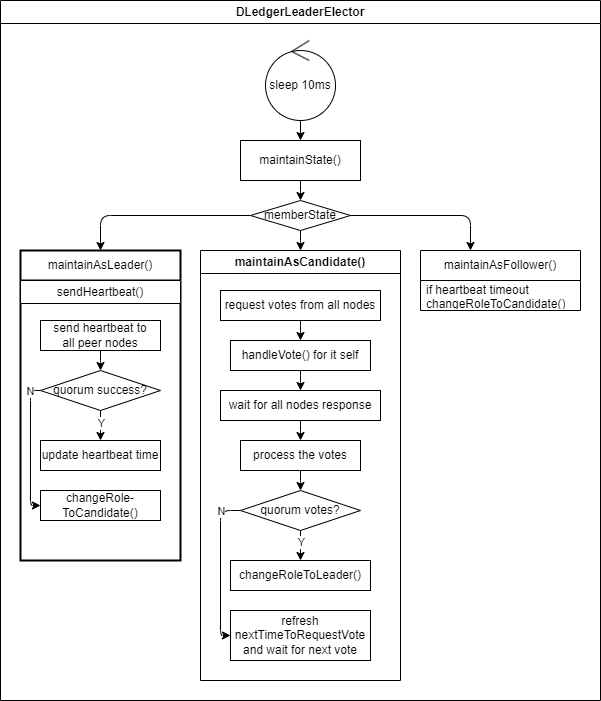 DLedgerLeaderElector
sleep 10ms
maintainState()
memberState
maintainAsLeader()
sendHeartbeat()
send heartbeat to
all peer nodes
quorum success?
N
Y
update heartbeat time
changeRole-
ToCandidate()
maintainAsCandidate()
request votes from all nodes
handleVote() for it self
wait for all nodes response
process the votes
quorum votes?
N
Y
changeRoleToLeader()
refresh
nextTimeToRequestVote
and wait for next vote
maintainAsFollower()
if heartbeat timeout
changeRoleToCandidate()